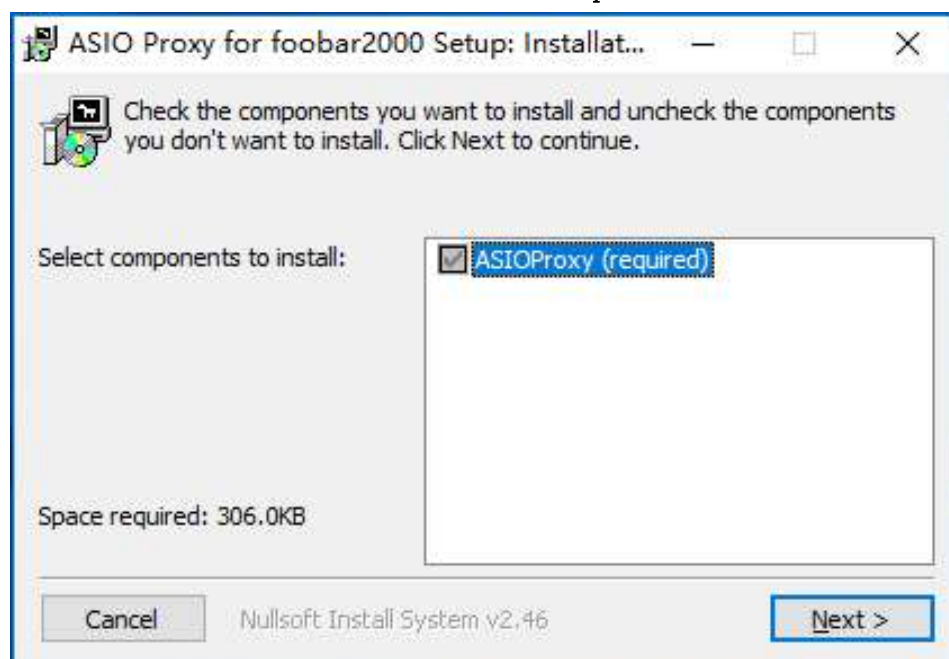 ASIO Proxy for foobar2000 Setup: Installat...
Check the components you want to install and uncheck the components
you don't want to install. Click Next to continue.
Select components to install:
ASIOProxy (required)
Space required: 306.0KB
Cancel
Nullsoft Install System v2.46
Next >